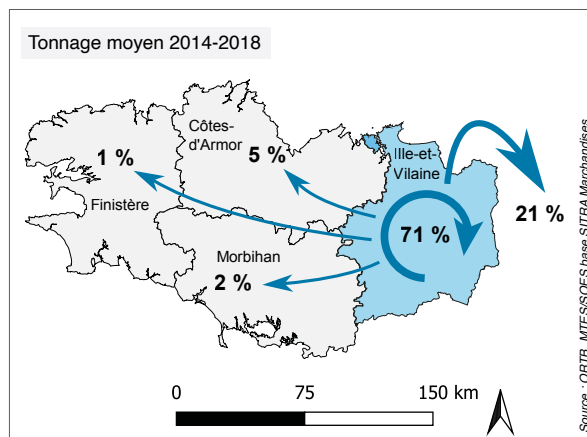 Tonnage moyen 2014-2018
Côtes-
d'Armor
5 %
1 %
Finistère
Ille-et-
Vilaine
71 %
21 %
Morbihan
2 %
0
75
150 km
Source : ORTB, MTES/SOES base SITRA Marchandises